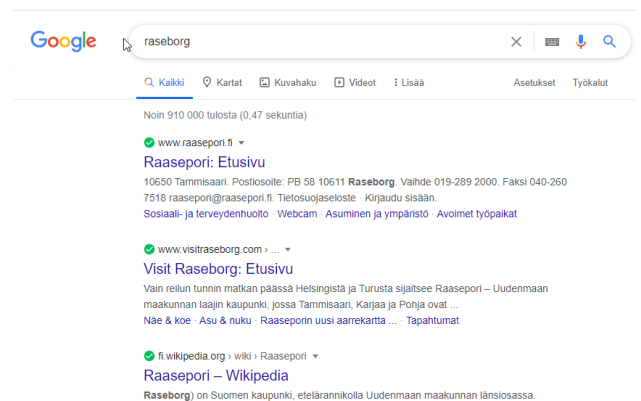 Google
raseborg
Kaikki Kartat Kuvahaku Videot Lisää Asetukset Työkalut
Noin 910 000 tulosta (0,47 sekuntia)
www.raasepori.fi
Raasepori: Etusivu
10650 Tammisaari. Postiosoite: PB 58 10611 Raseborg. Vaihde 019-289 2000. Faksi 040-260
7518 raasepori@raasepori.fi. Tietosuojaseloste · Kirjaudu sisään.
Sosiaali- ja terveydenhuolto · Webcam · Asuminen ja ympäristö · Avoimet työpaikat
www.visitraseborg.com › ...
Visit Raseborg: Etusivu
Vain reilun tunnin matkan päässä Helsingistä ja Turusta sijaitsee Raasepori – Uudenmaan
maakunnan laajin kaupunki, jossa Tammisaari, Karjaa ja Pohja ovat ...
Näe & koe · Asu & nuku · Raaseporin uusi aarrekartta ... · Tapahtumat
fi.wikipedia.org › wiki › Raasepori
Raasepori – Wikipedia
Raseborg) on Suomen kaupunki, etelärannikolla Uudenmaan maakunnan länsiosassa.